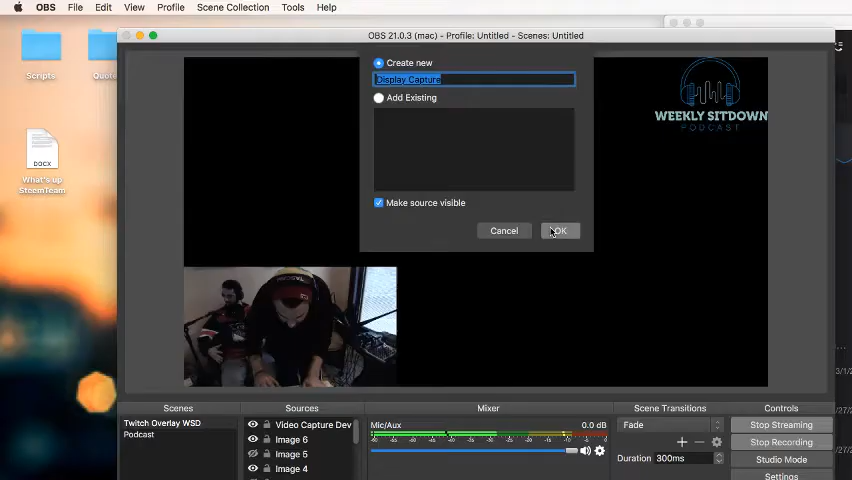 OBS File Edit View Profile Scene Collection Tools Help
OBS 21.0.3 (mac) - Profile: Untitled - Scenes: Untitled
Scripts
Quote
DOCX
What's up
SteemTeam
Create new
Display Capture
Add Existing
Make source visible
Cancel OK
WEEKLY SITDOWN
PODCAST
Scenes Sources Mixer Scene Transitions Controls
Twitch Overlay WSD
Podcast
Video Capture Dev
Image 6
Image 5
Image 4
Mic/Aux 0.0 dB
Fade
Duration 300ms
Stop Streaming
Stop Recording
Studio Mode
Settings